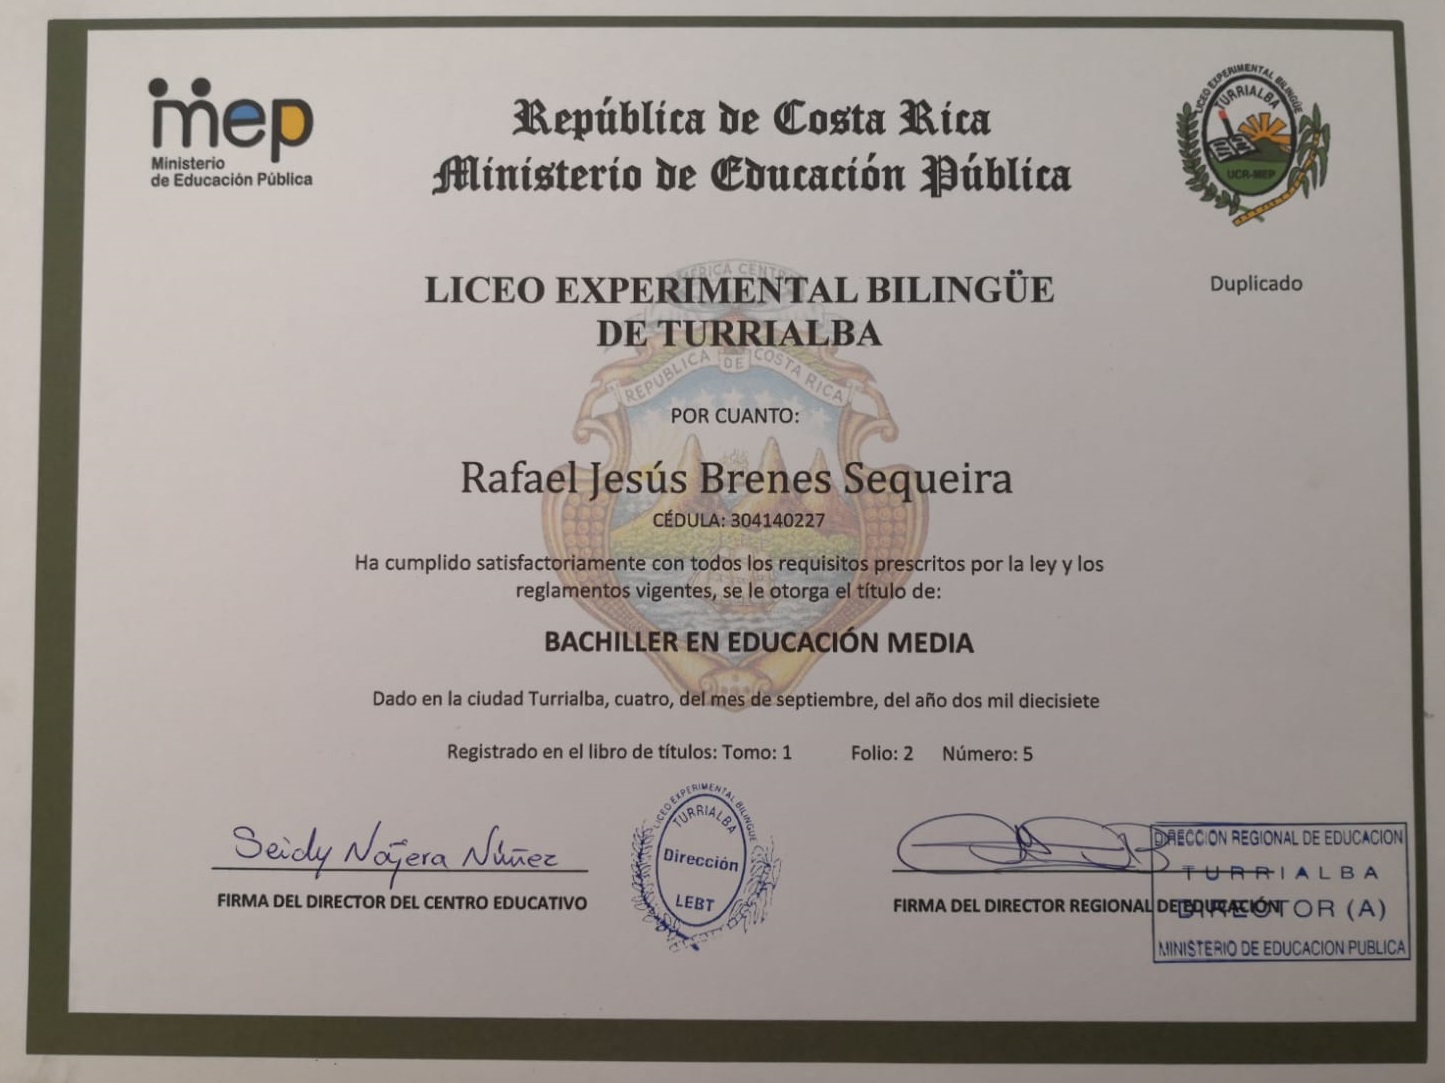 mep
Ministerio
de Educación Pública
República de Costa Rica
Ministerio de Educación Pública
LICEO EXPERIMENTAL BILINGÜE
TURRIALBA
UCR-MEP
Duplicado
LICEO EXPERIMENTAL BILINGÜE
DE TURRIALBA
AMERICA CENTRAL
REPUBLICA DE COSTA RICA
POR CUANTO:
Rafael Jesús Brenes Sequeira
CÉDULA: 304140227
Ha cumplido satisfactoriamente con todos los requisitos prescritos por la ley y los
reglamentos vigentes, se le otorga el título de:
BACHILLER EN EDUCACIÓN MEDIA
Dado en la ciudad Turrialba, cuatro, del mes de septiembre, del año dos mil diecisiete
Registrado en el libro de títulos: Tomo: 1 Folio: 2 Número: 5
Seidy Nájera Núñez
FIRMA DEL DIRECTOR DEL CENTRO EDUCATIVO
LICEO EXPERIMENTAL BILINGUE
TURRIALBA
Dirección
LEBT
FIRMA DEL DIRECTOR REGIONAL DE EDUCACIÓN
DIRECCION REGIONAL DE EDUCACION
TURRIALBA
DIRECTOR (A)
MINISTERIO DE EDUCACION PUBLICA